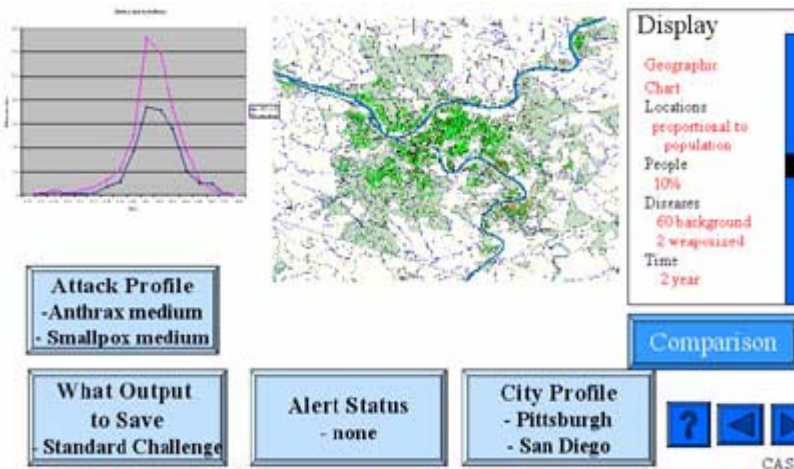 Display
Geographic
Chart
Locations
proportional to
population
People
10%
Diseases
60 background
2 weaponized
Time
2 year
Attack Profile
-Anthrax medium
- Smallpox medium
Comparison
What Output
to Save
- Standard Challenge
Alert Status
- none
City Profile
- Pittsburgh
- San Diego
?
CAS